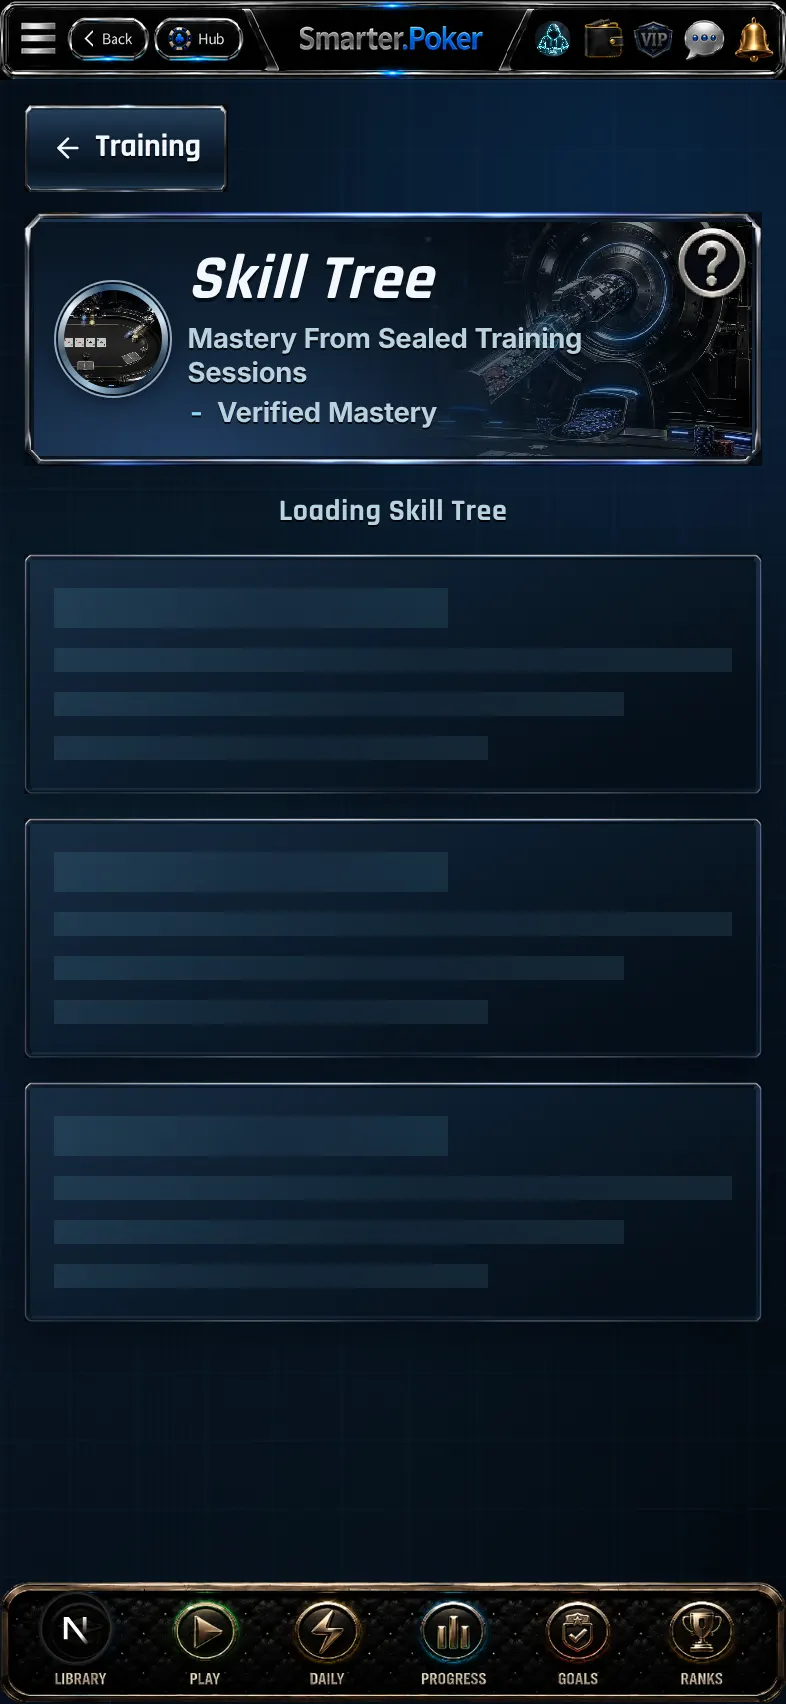 Back
Hub
Smarter.Poker
VIP
← Training
Skill Tree
?
Mastery From Sealed Training
Sessions
- Verified Mastery
Loading Skill Tree
N
LIBRARY
PLAY
DAILY
PROGRESS
GOALS
RANKS